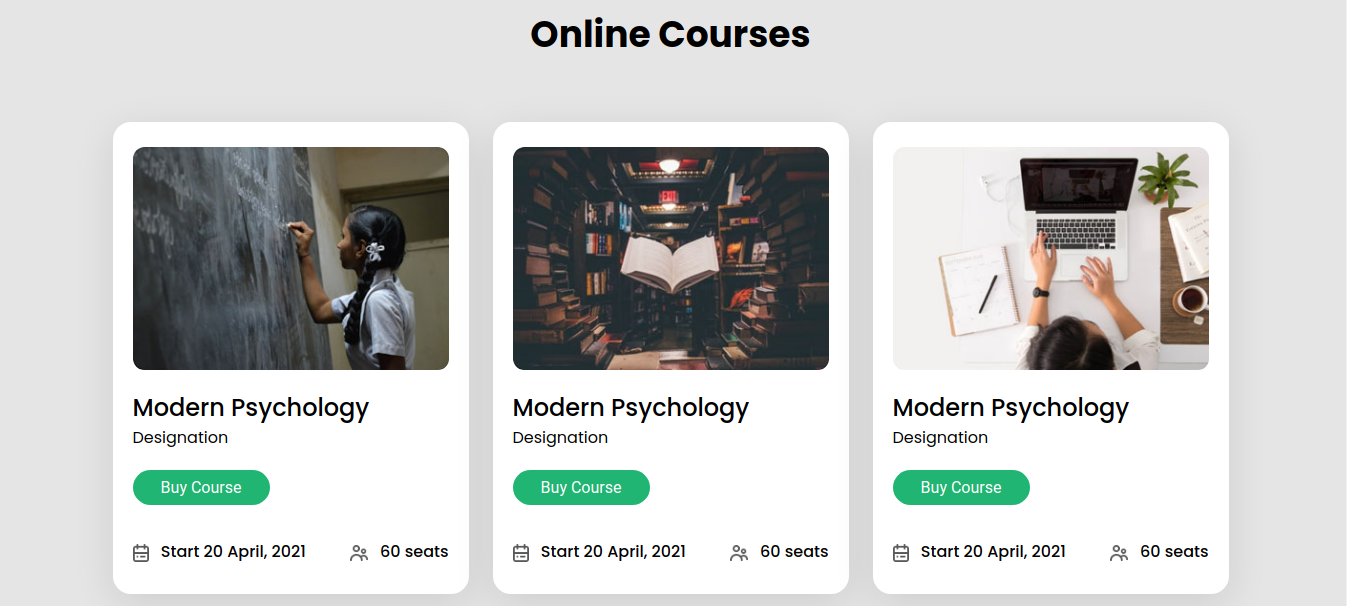 Online Courses
Modern Psychology
Designation
Buy Course
Start 20 April, 2021 60 seats
Modern Psychology
Designation
Buy Course
Start 20 April, 2021 60 seats
Modern Psychology
Designation
Buy Course
Start 20 April, 2021 60 seats
EXIT